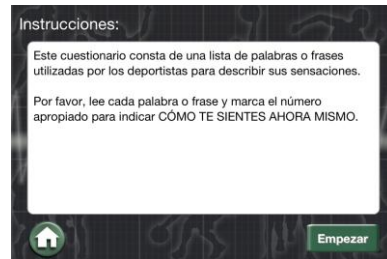 Instrucciones:
Este cuestionario consta de una lista de palabras o frases
utilizadas por los deportistas para describir sus sensaciones.
Por favor, lee cada palabra o frase y marca el número
apropiado para indicar CÓMO TE SIENTES AHORA MISMO.
Empezar